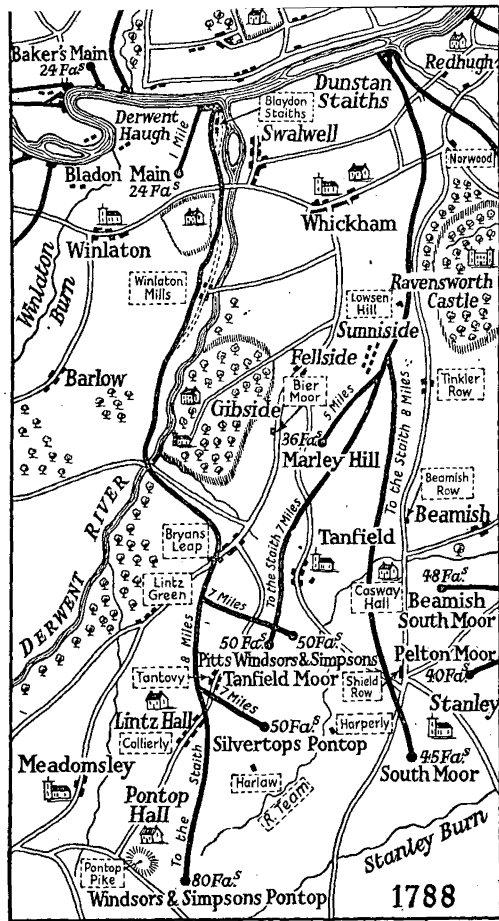 Baker's Main
24 Fa.s
Redhugh
Dunstan
Staiths
Derwent
Haugh
1 Mile
Blaydon
Staiths
Swalwell
Norwood
Bladon Main
24 Fa.s
Whickham
Winlaton
Winlaton
Burn
Winlaton
Mills
Ravensworth
Castle
Lowsen
Hill
Sunniside
Fellside
Barlow
Bier
Moor
Tinkler
Row
Gibside
5 Miles
36 Fa.s
Marley Hill
To the Staith 8 Miles
Beamish
Row
Beamish
DERWENT RIVER
Bryans
Leap
To the Staith 7 Miles
Tanfield
Lintz
Green
Casway
Hall
48 Fa.s
Beamish
South Moor
7 Miles
50 Fa.s
50 Fa.s
Pitts Windsors & Simpsons
Tanfield Moor
Pelton Moor
40 Fa.s
Tantovy
Shield
Row
Lintz Hall
7 Miles
Stanley
Collierly
50 Fa.s
Silvertops Pontop
Harperly
45 Fa.s
South Moor
Meadomsley
Harlaw
R. Team
Pontop
Hall
To the Staith 8 Miles
Stanley Burn
Pontop
Pike
80 Fa.s
Windsors & Simpsons Pontop
1788